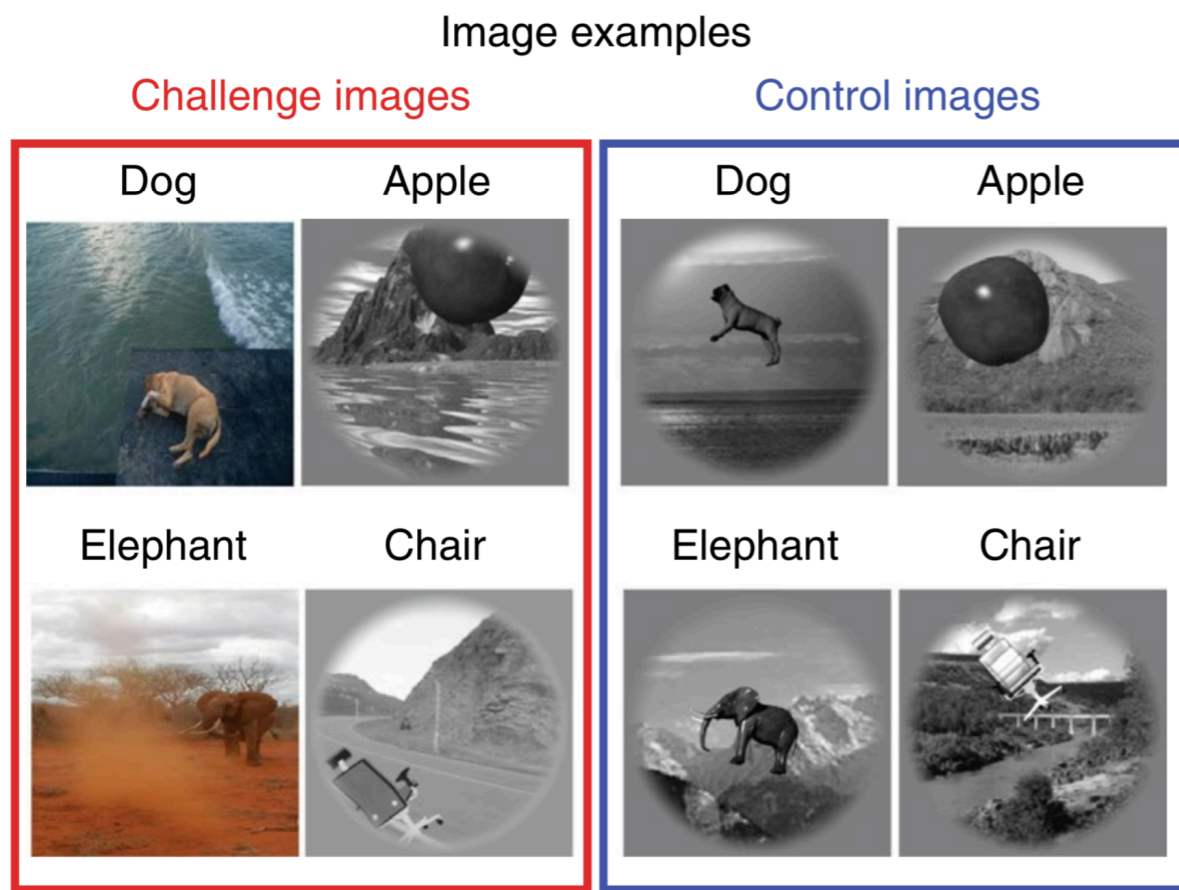 Image examples
Challenge images
Control images
Dog
Apple
Dog
Apple
Elephant
Chair
Elephant
Chair